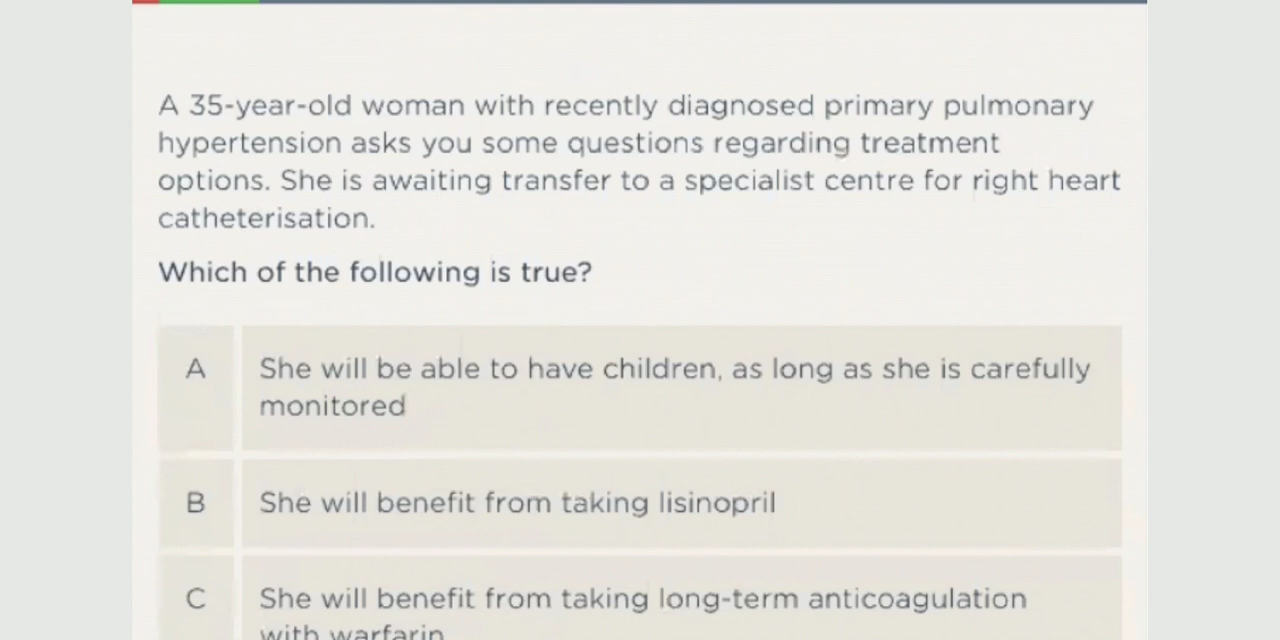 A 35-year-old woman with recently diagnosed primary pulmonary
hypertension asks you some questions regarding treatment
options. She is awaiting transfer to a specialist centre for right heart
catheterisation.
Which of the following is true?
A
She will be able to have children, as long as she is carefully
monitored
B
She will benefit from taking lisinopril
C
She will benefit from taking long-term anticoagulation
with warfarin